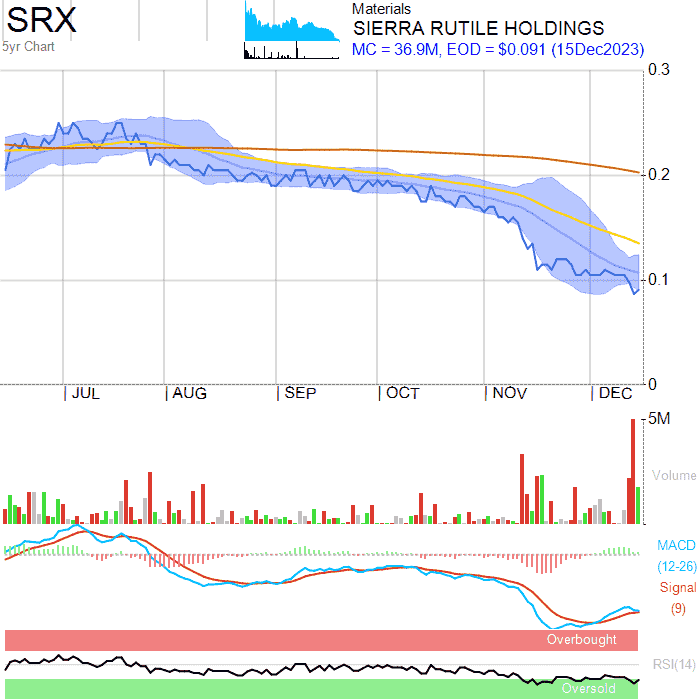 SRX
5yr Chart
Materials
SIERRA RUTILE HOLDINGS
MC = 36.9M, EOD = $0.091 (15Dec2023)
0.3
0.2
0.1
0
JUL
AUG
SEP
OCT
NOV
DEC
5M
Volume
MACD
(12-26)
Signal
(9)
Overbought
RSI(14)
Oversold